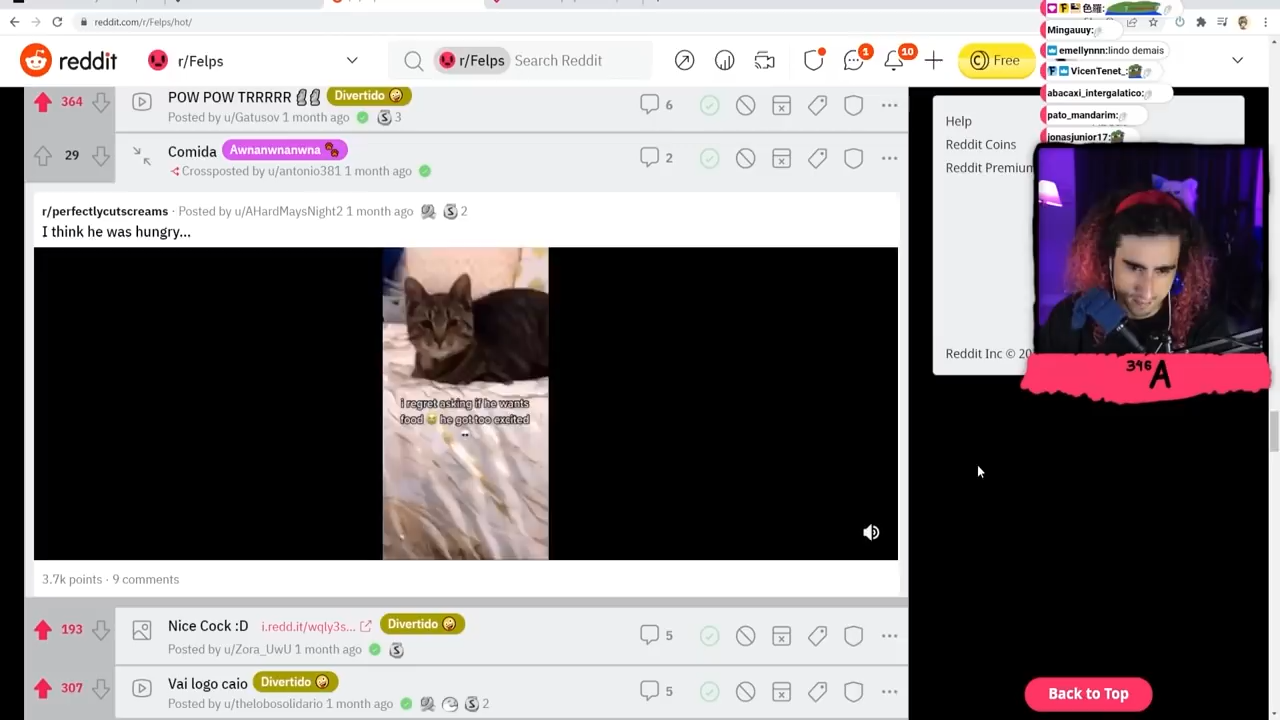 reddit.com/r/Felps/hot/
reddit
r/Felps
r/Felps
Search Reddit
1
10
Free
364
POW POW TRRRRR
Divertido
6
Posted by u/Gatusov 1 month ago
3
29
Comida
Awnanwnanwna
2
Crossposted by u/antonio381 1 month ago
r/perfectlycutscreams · Posted by u/AHardMaysNight2 1 month ago
2
I think he was hungry...
i regret asking if he wants
food 😭 he got too excited
3.7k points · 9 comments
193
Nice Cock :D
i.redd.it/wqly3s...
Divertido
5
Posted by u/Zora_UwU 1 month ago
307
Vai logo caio
Divertido
5
Posted by u/thelobosolidario 1 month ago
2
Help
Reddit Coins
Reddit Premium
Reddit Inc © 20
色羅:
Mingauuy:
emellynnn: lindo demais
VicenTenet_:
abacaxi_intergalatico:
pato_mandarim:
jonasjunior17:
346
A
Back to Top